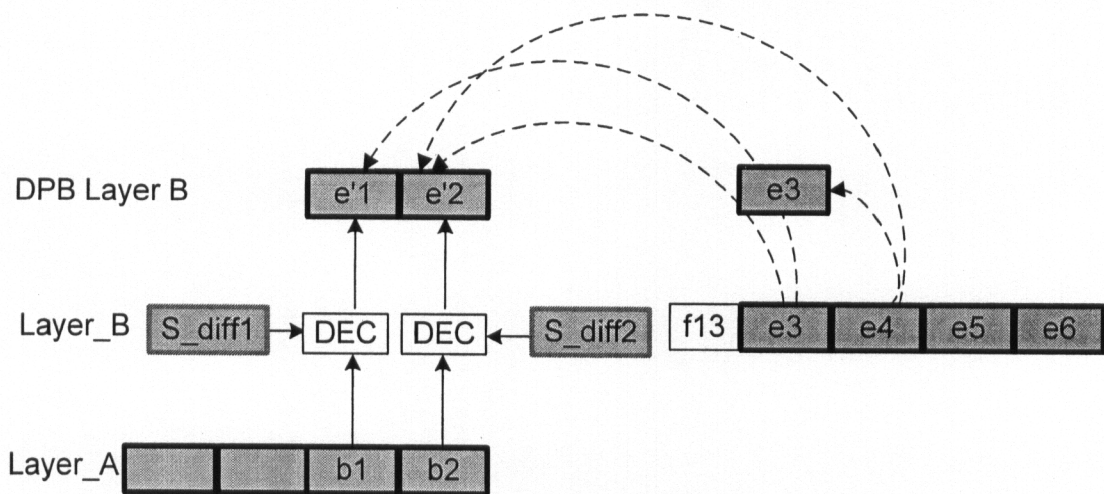 DPB Layer B e'1 e'2 e3
Layer_B S_diff1 DEC DEC S_diff2 f13 e3 e4 e5 e6
Layer_A b1 b2